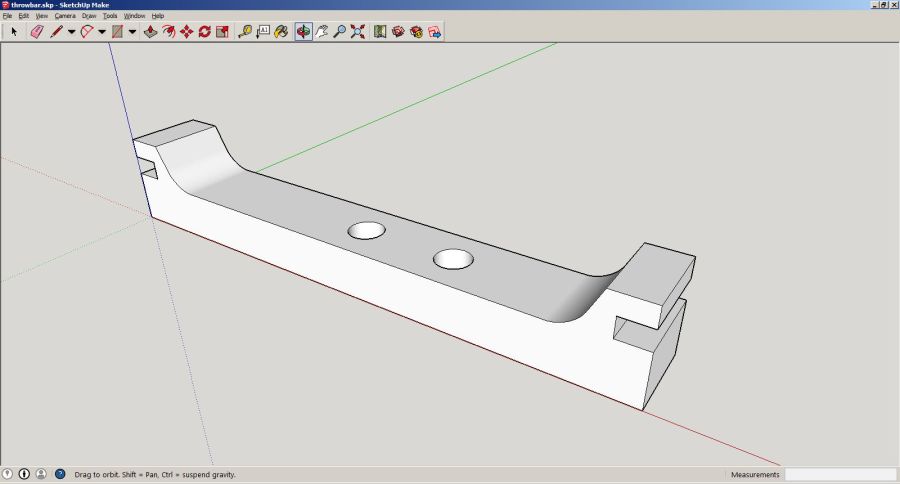 throwbar.skp - SketchUp Make
File Edit View Camera Draw Tools Window Help
A1
Drag to orbit. Shift = Pan, Ctrl = suspend gravity.
Measurements